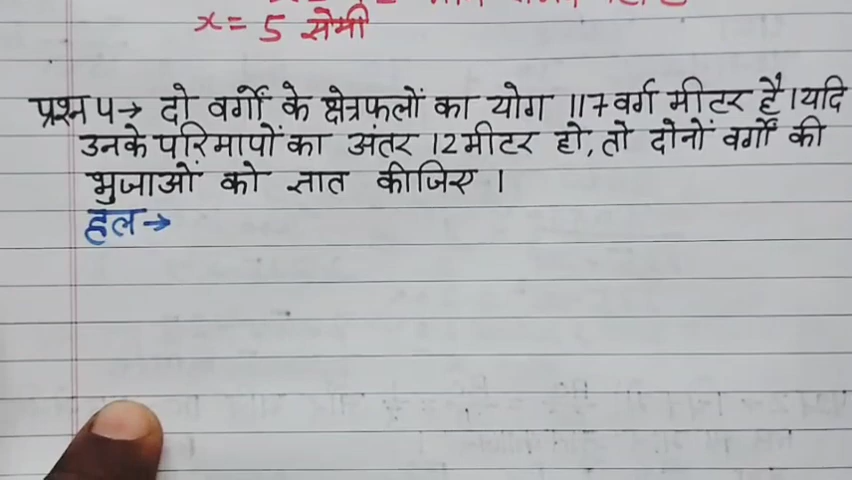 x = 5 सेमी
प्रश्न 4→ दो वर्गों के क्षेत्रफलों का योग 117 वर्ग मीटर है। यदि
उनके परिमापों का अंतर 12 मीटर हो, तो दोनों वर्गों की
भुजाओं को ज्ञात कीजिए।
हल→